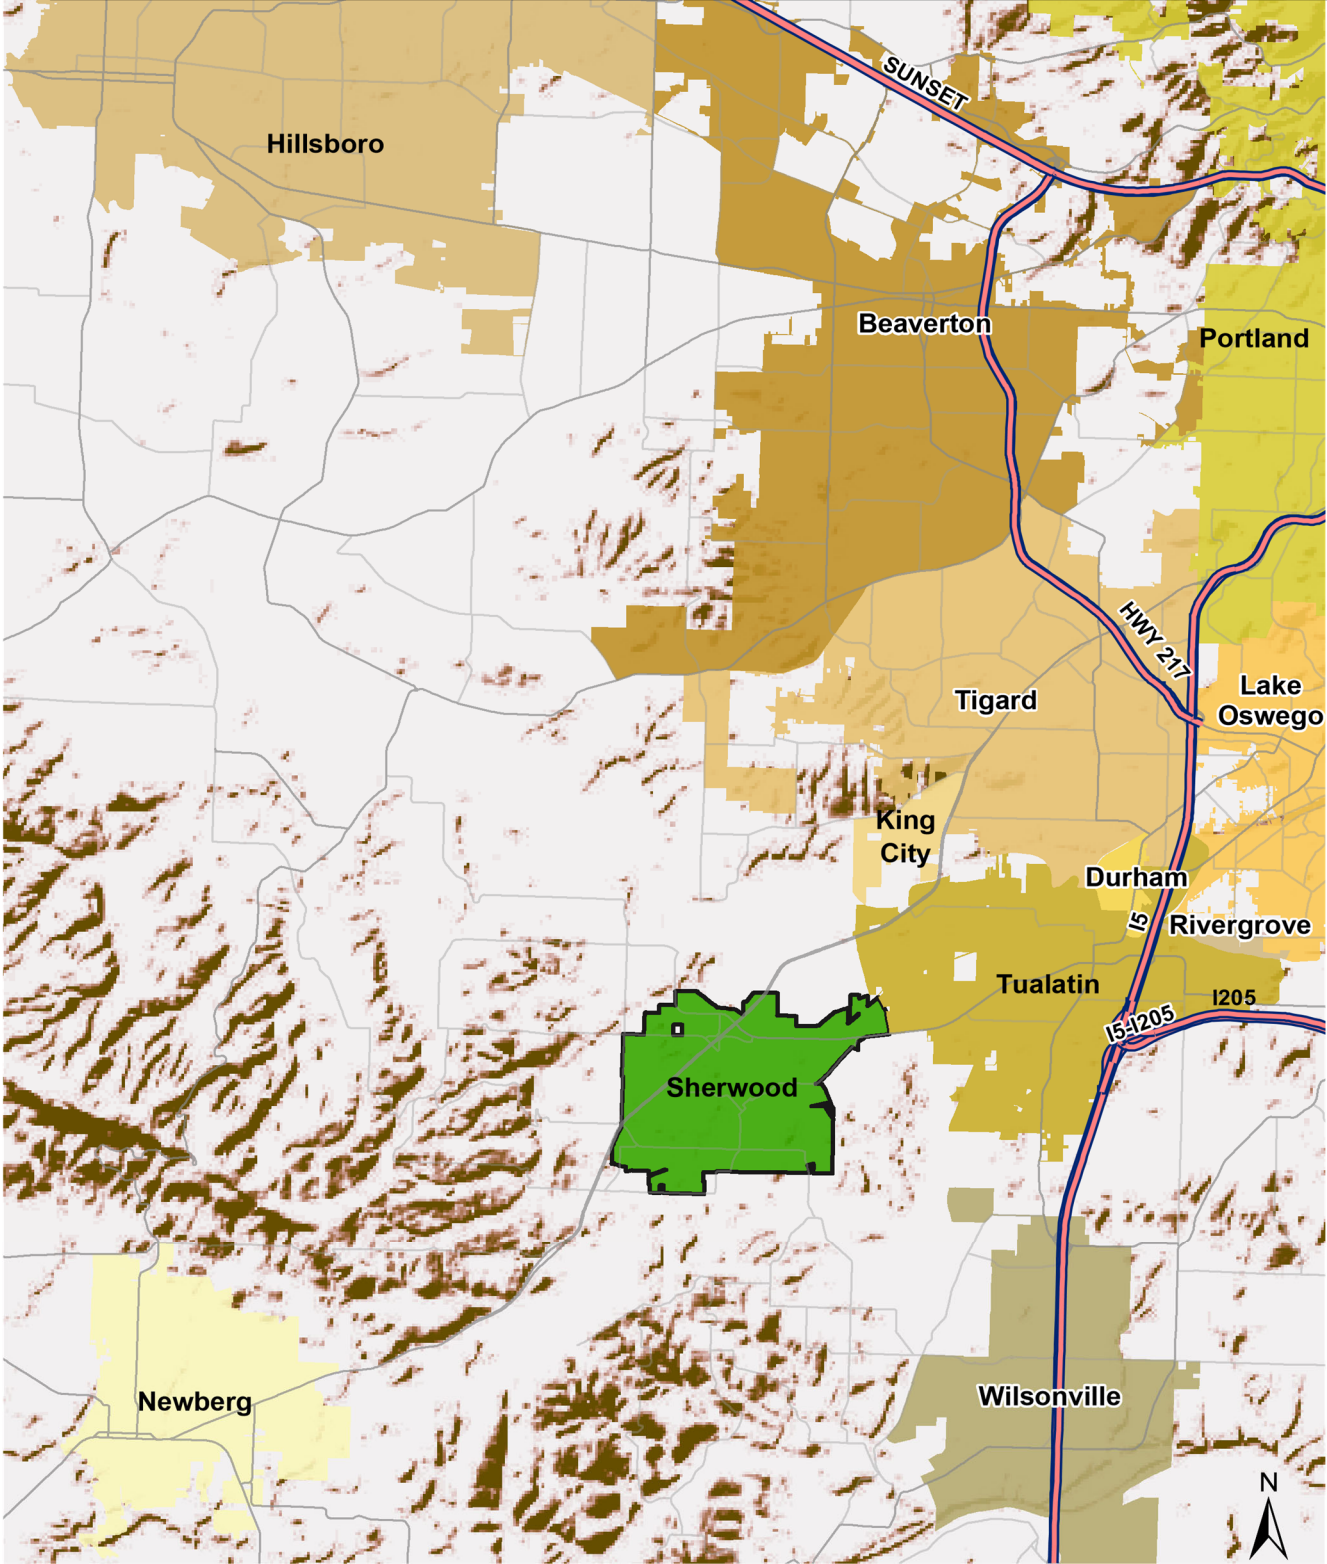 SUNSET
Hillsboro
Beaverton
Portland
HWY 217
Lake
Oswego
Tigard
King
City
Durham
I5
Rivergrove
Tualatin
I205
I5-I205
Sherwood
Wilsonville
Newberg
N